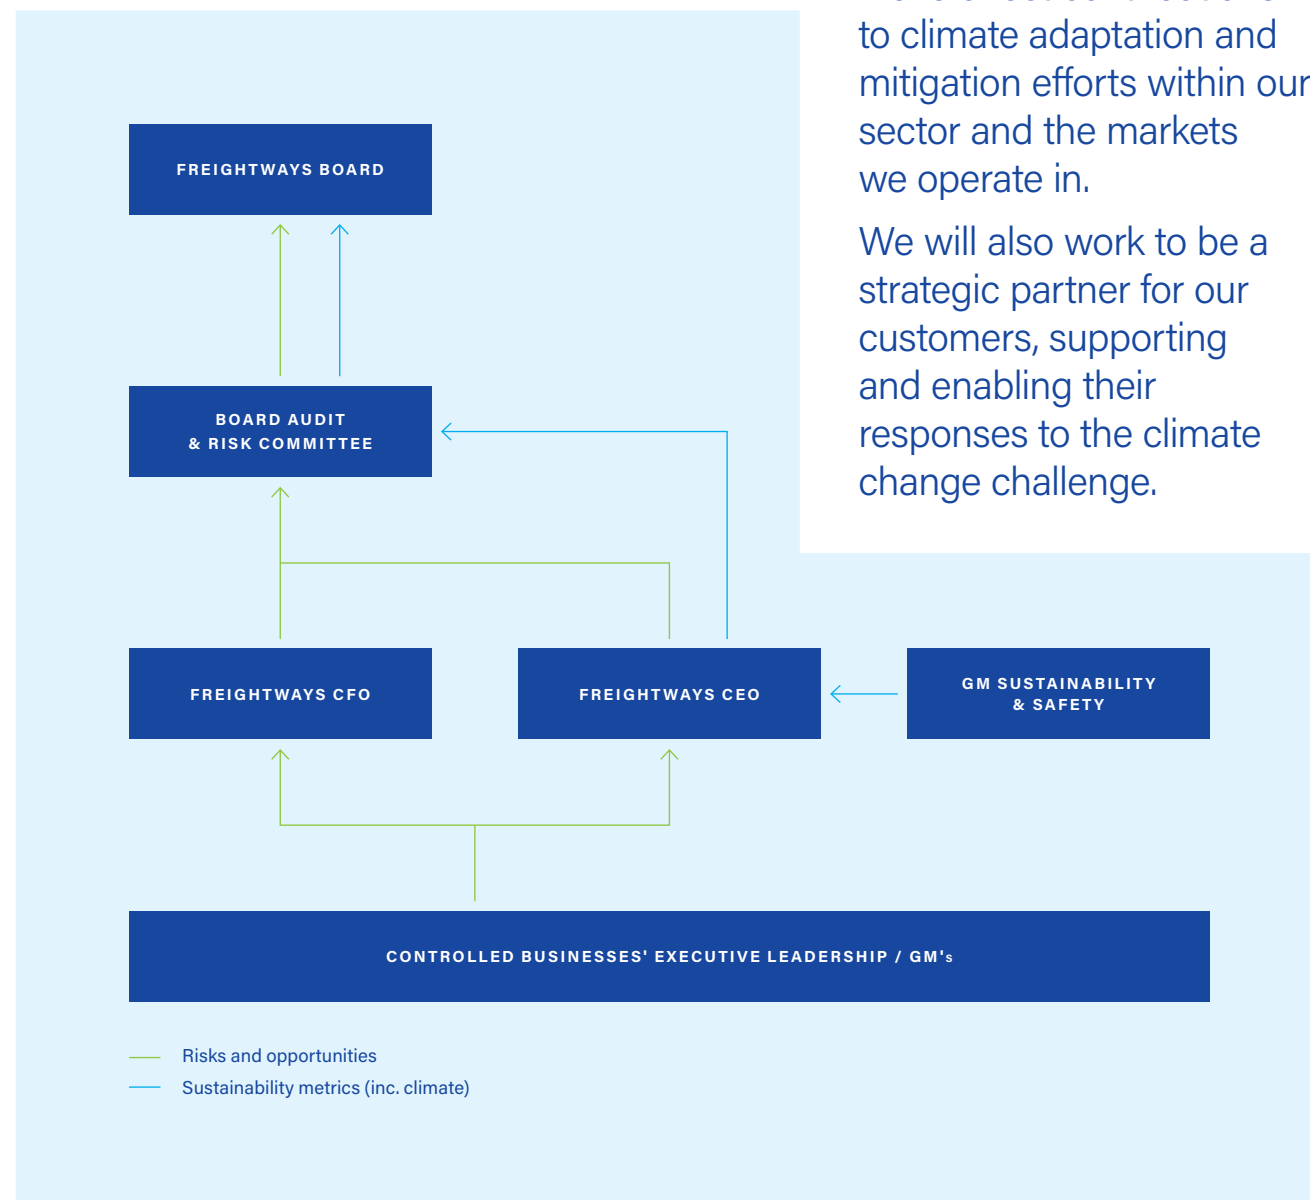 to climate adaptation and
mitigation efforts within our
sector and the markets
we operate in.
We will also work to be a
strategic partner for our
customers, supporting
and enabling their
responses to the climate
change challenge.
FREIGHTWAYS BOARD
BOARD AUDIT
& RISK COMMITTEE
FREIGHTWAYS CFO
FREIGHTWAYS CEO
GM SUSTAINABILITY
& SAFETY
CONTROLLED BUSINESSES' EXECUTIVE LEADERSHIP / GM's
Risks and opportunities
Sustainability metrics (inc. climate)